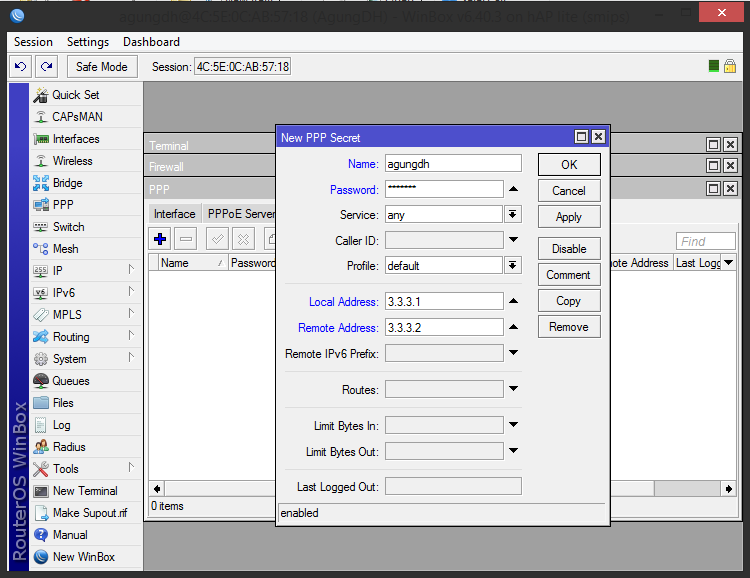 agungdh@4C:5E:0C:AB:57:18 (AgungDH) - WinBox v6.40.3 on hAP lite (smips)
Session Settings Dashboard
Safe Mode Session: 4C:5E:0C:AB:57:18
Quick Set
CAPsMAN
Interfaces
Wireless
Bridge
PPP
Switch
Mesh
IP
IPv6
MPLS
Routing
System
Queues
Files
Log
Radius
Tools
New Terminal
Make Supout.rif
Manual
New WinBox
RouterOS WinBox
Terminal
Firewall
PPP
Interface PPPoE Server
Find
Name Password
ote Address Last Logg
0 items
New PPP Secret
Name: agungdh
Password: *******
Service: any
Caller ID:
Profile: default
Local Address: 3.3.3.1
Remote Address: 3.3.3.2
Remote IPv6 Prefix:
Routes:
Limit Bytes In:
Limit Bytes Out:
Last Logged Out:
enabled
OK
Cancel
Apply
Disable
Comment
Copy
Remove